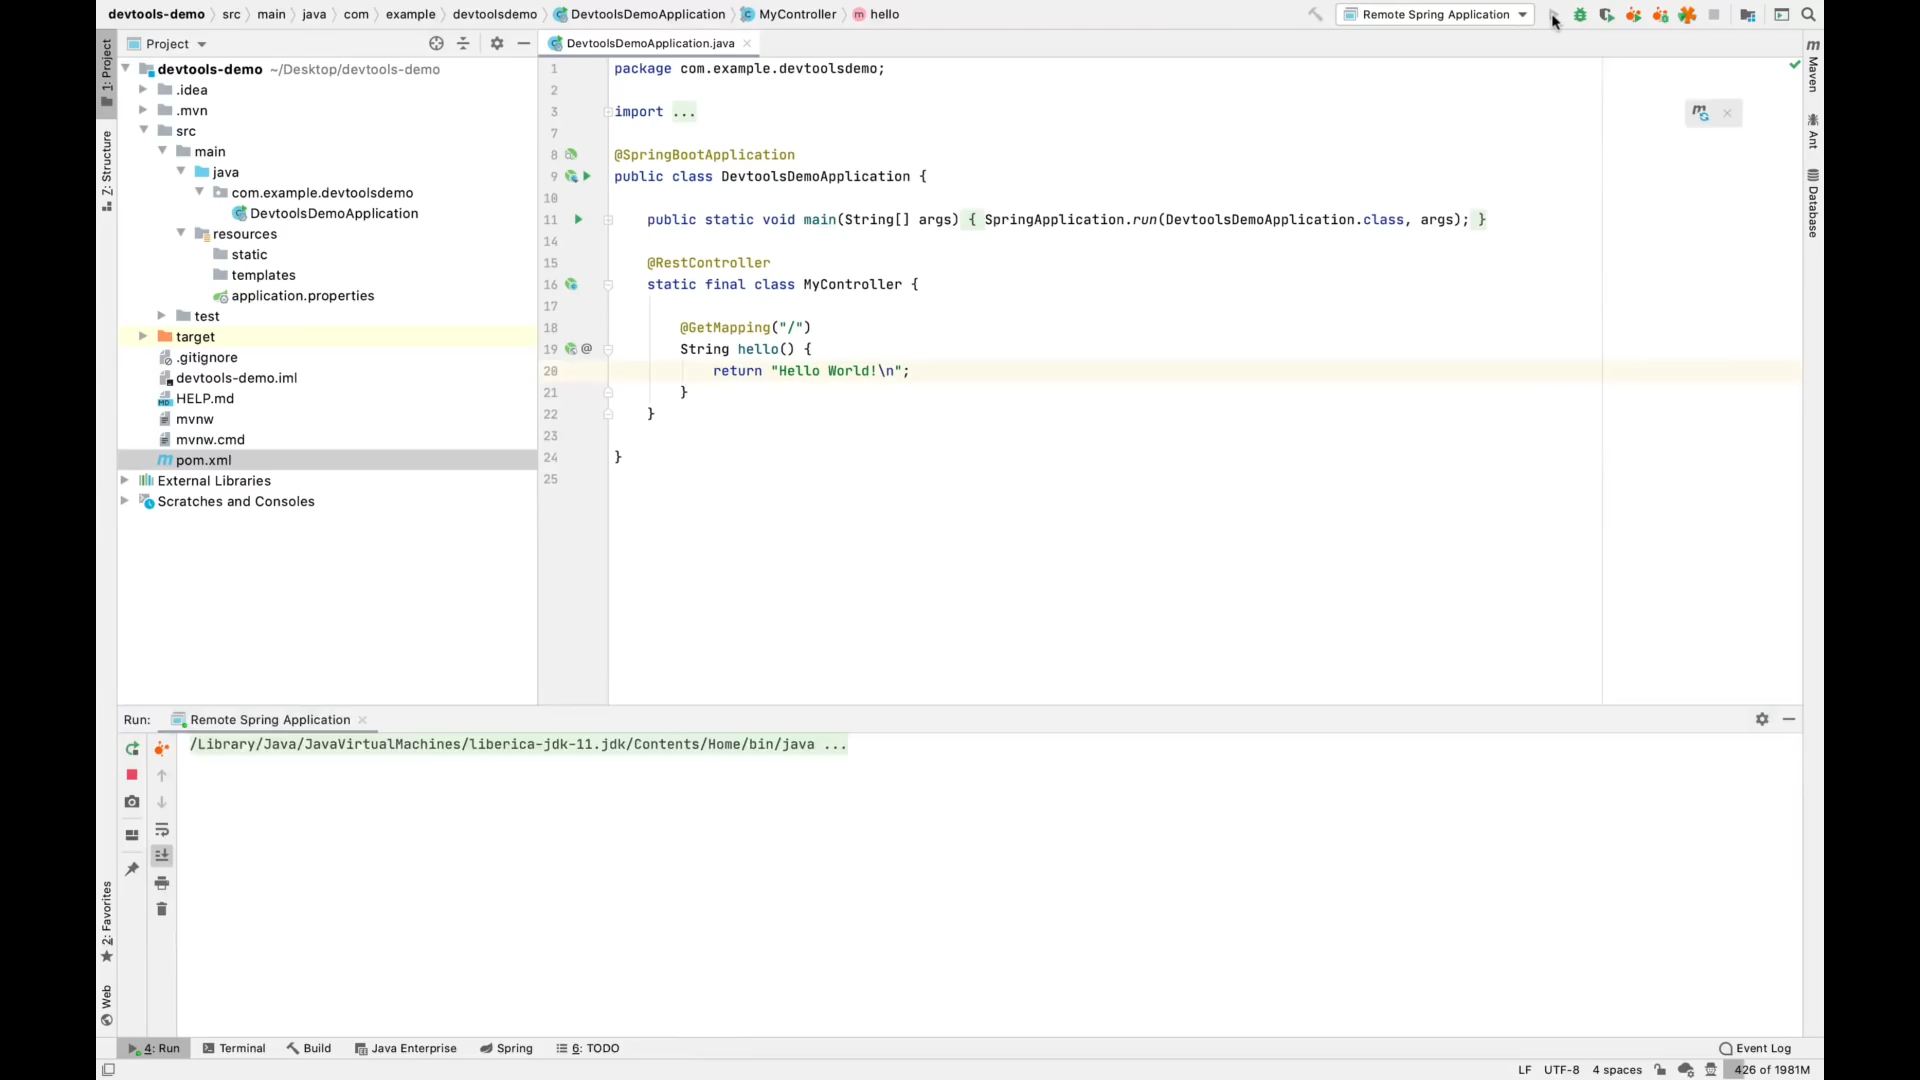 devtools-demo src main java com example devtoolsdemo DevtoolsDemoApplication MyController m hello
Remote Spring Application
Project
DevtoolsDemoApplication.java
1: Project
Z: Structure
2: Favorites
Web
devtools-demo ~/Desktop/devtools-demo
.idea
.mvn
src
main
java
com.example.devtoolsdemo
DevtoolsDemoApplication
resources
static
templates
application.properties
test
target
.gitignore
devtools-demo.iml
HELP.md
mvnw
mvnw.cmd
pom.xml
External Libraries
Scratches and Consoles
1 package com.example.devtoolsdemo;
2
3 import ...
7
8 @SpringBootApplication
9 public class DevtoolsDemoApplication {
10
11 public static void main(String[] args) { SpringApplication.run(DevtoolsDemoApplication.class, args); }
14
15 @RestController
16 static final class MyController {
17
18 @GetMapping("/")
19 @ String hello() {
20 return "Hello World!\n";
21 }
22 }
23
24 }
25
m Maven
Ant
Database
Run: Remote Spring Application
/Library/Java/JavaVirtualMachines/liberica-jdk-11.jdk/Contents/Home/bin/java ...
4: Run Terminal Build Java Enterprise Spring 6: TODO
Event Log
LF UTF-8 4 spaces 426 of 1981M